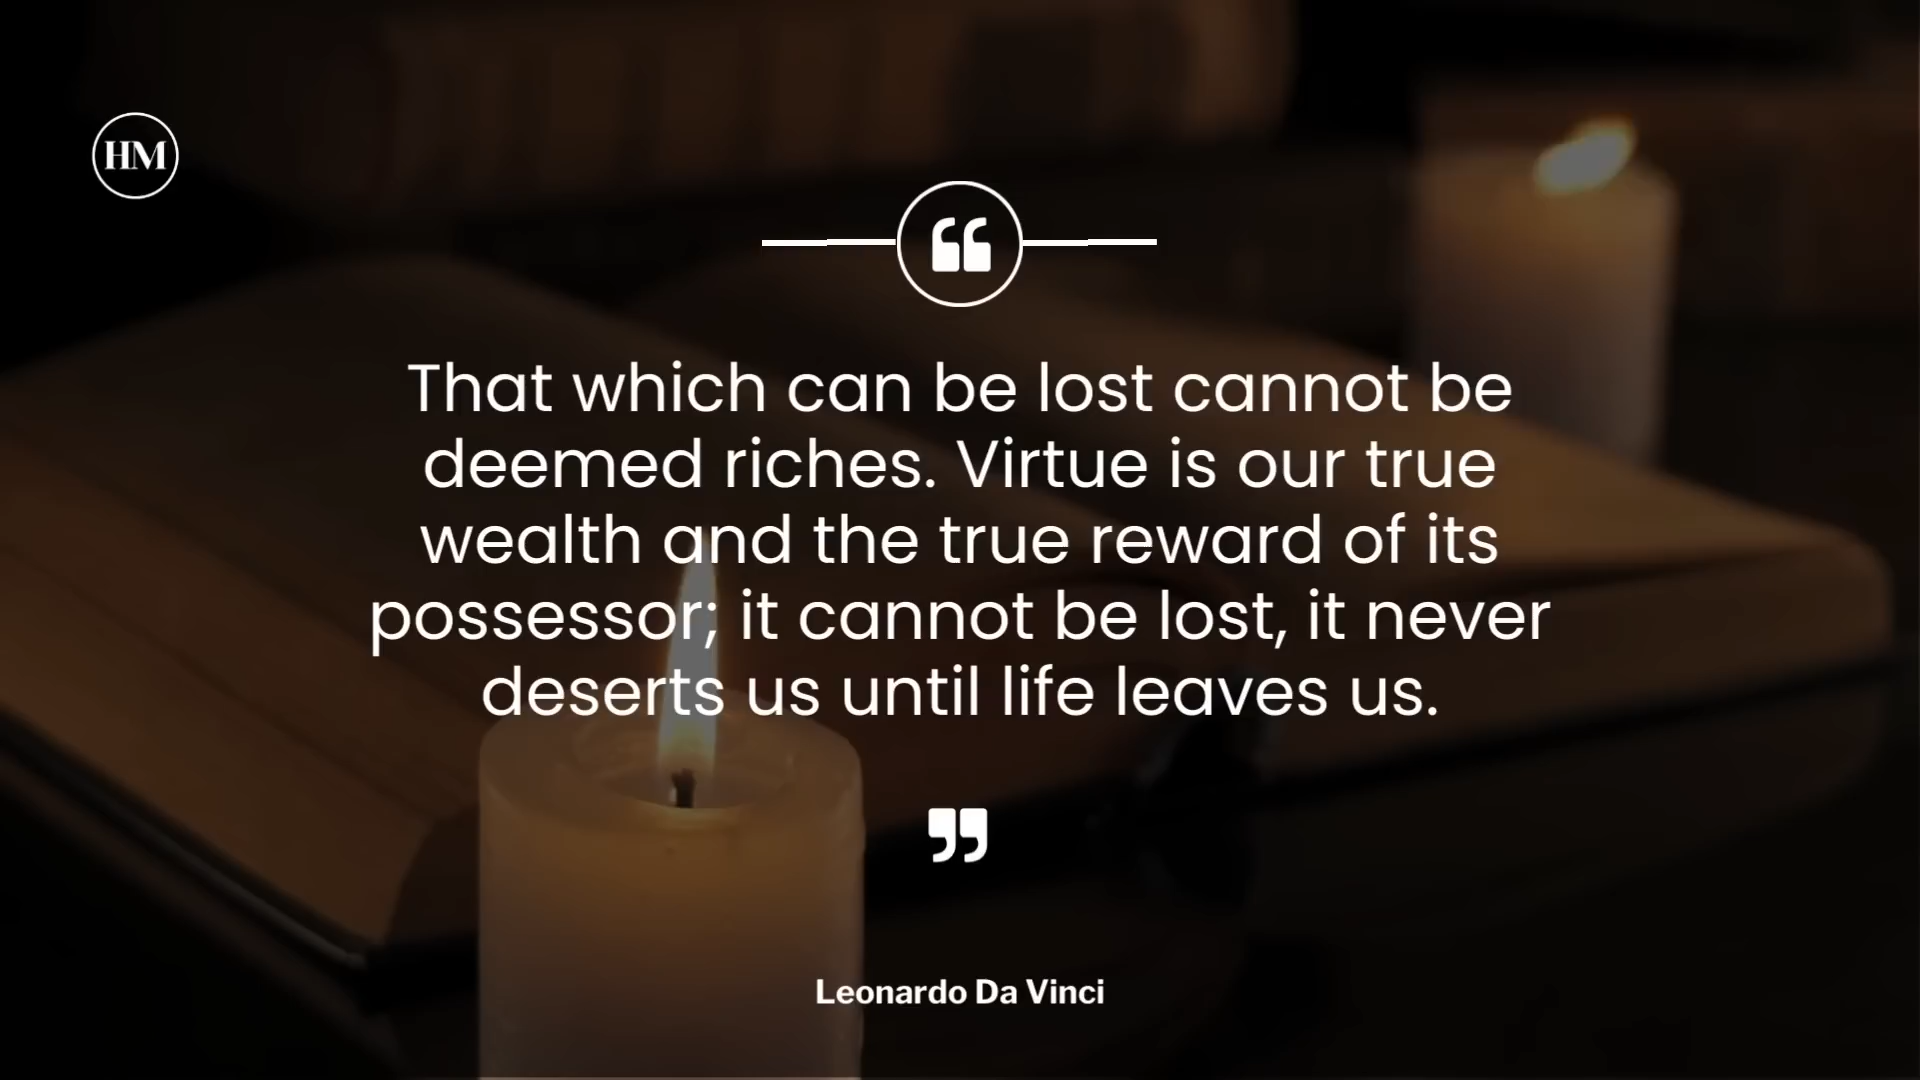 HM
“
That which can be lost cannot be
deemed riches. Virtue is our true
wealth and the true reward of its
possessor; it cannot be lost, it never
deserts us until life leaves us.
”
Leonardo Da Vinci